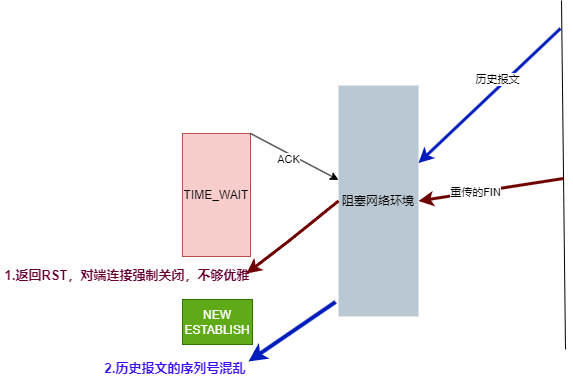 历史报文
ACK
TIME_WAIT
阻塞网络环境
重传的FIN
1.返回RST，对端连接强制关闭，不够优雅
NEW
ESTABLISH
2.历史报文的序列号混乱